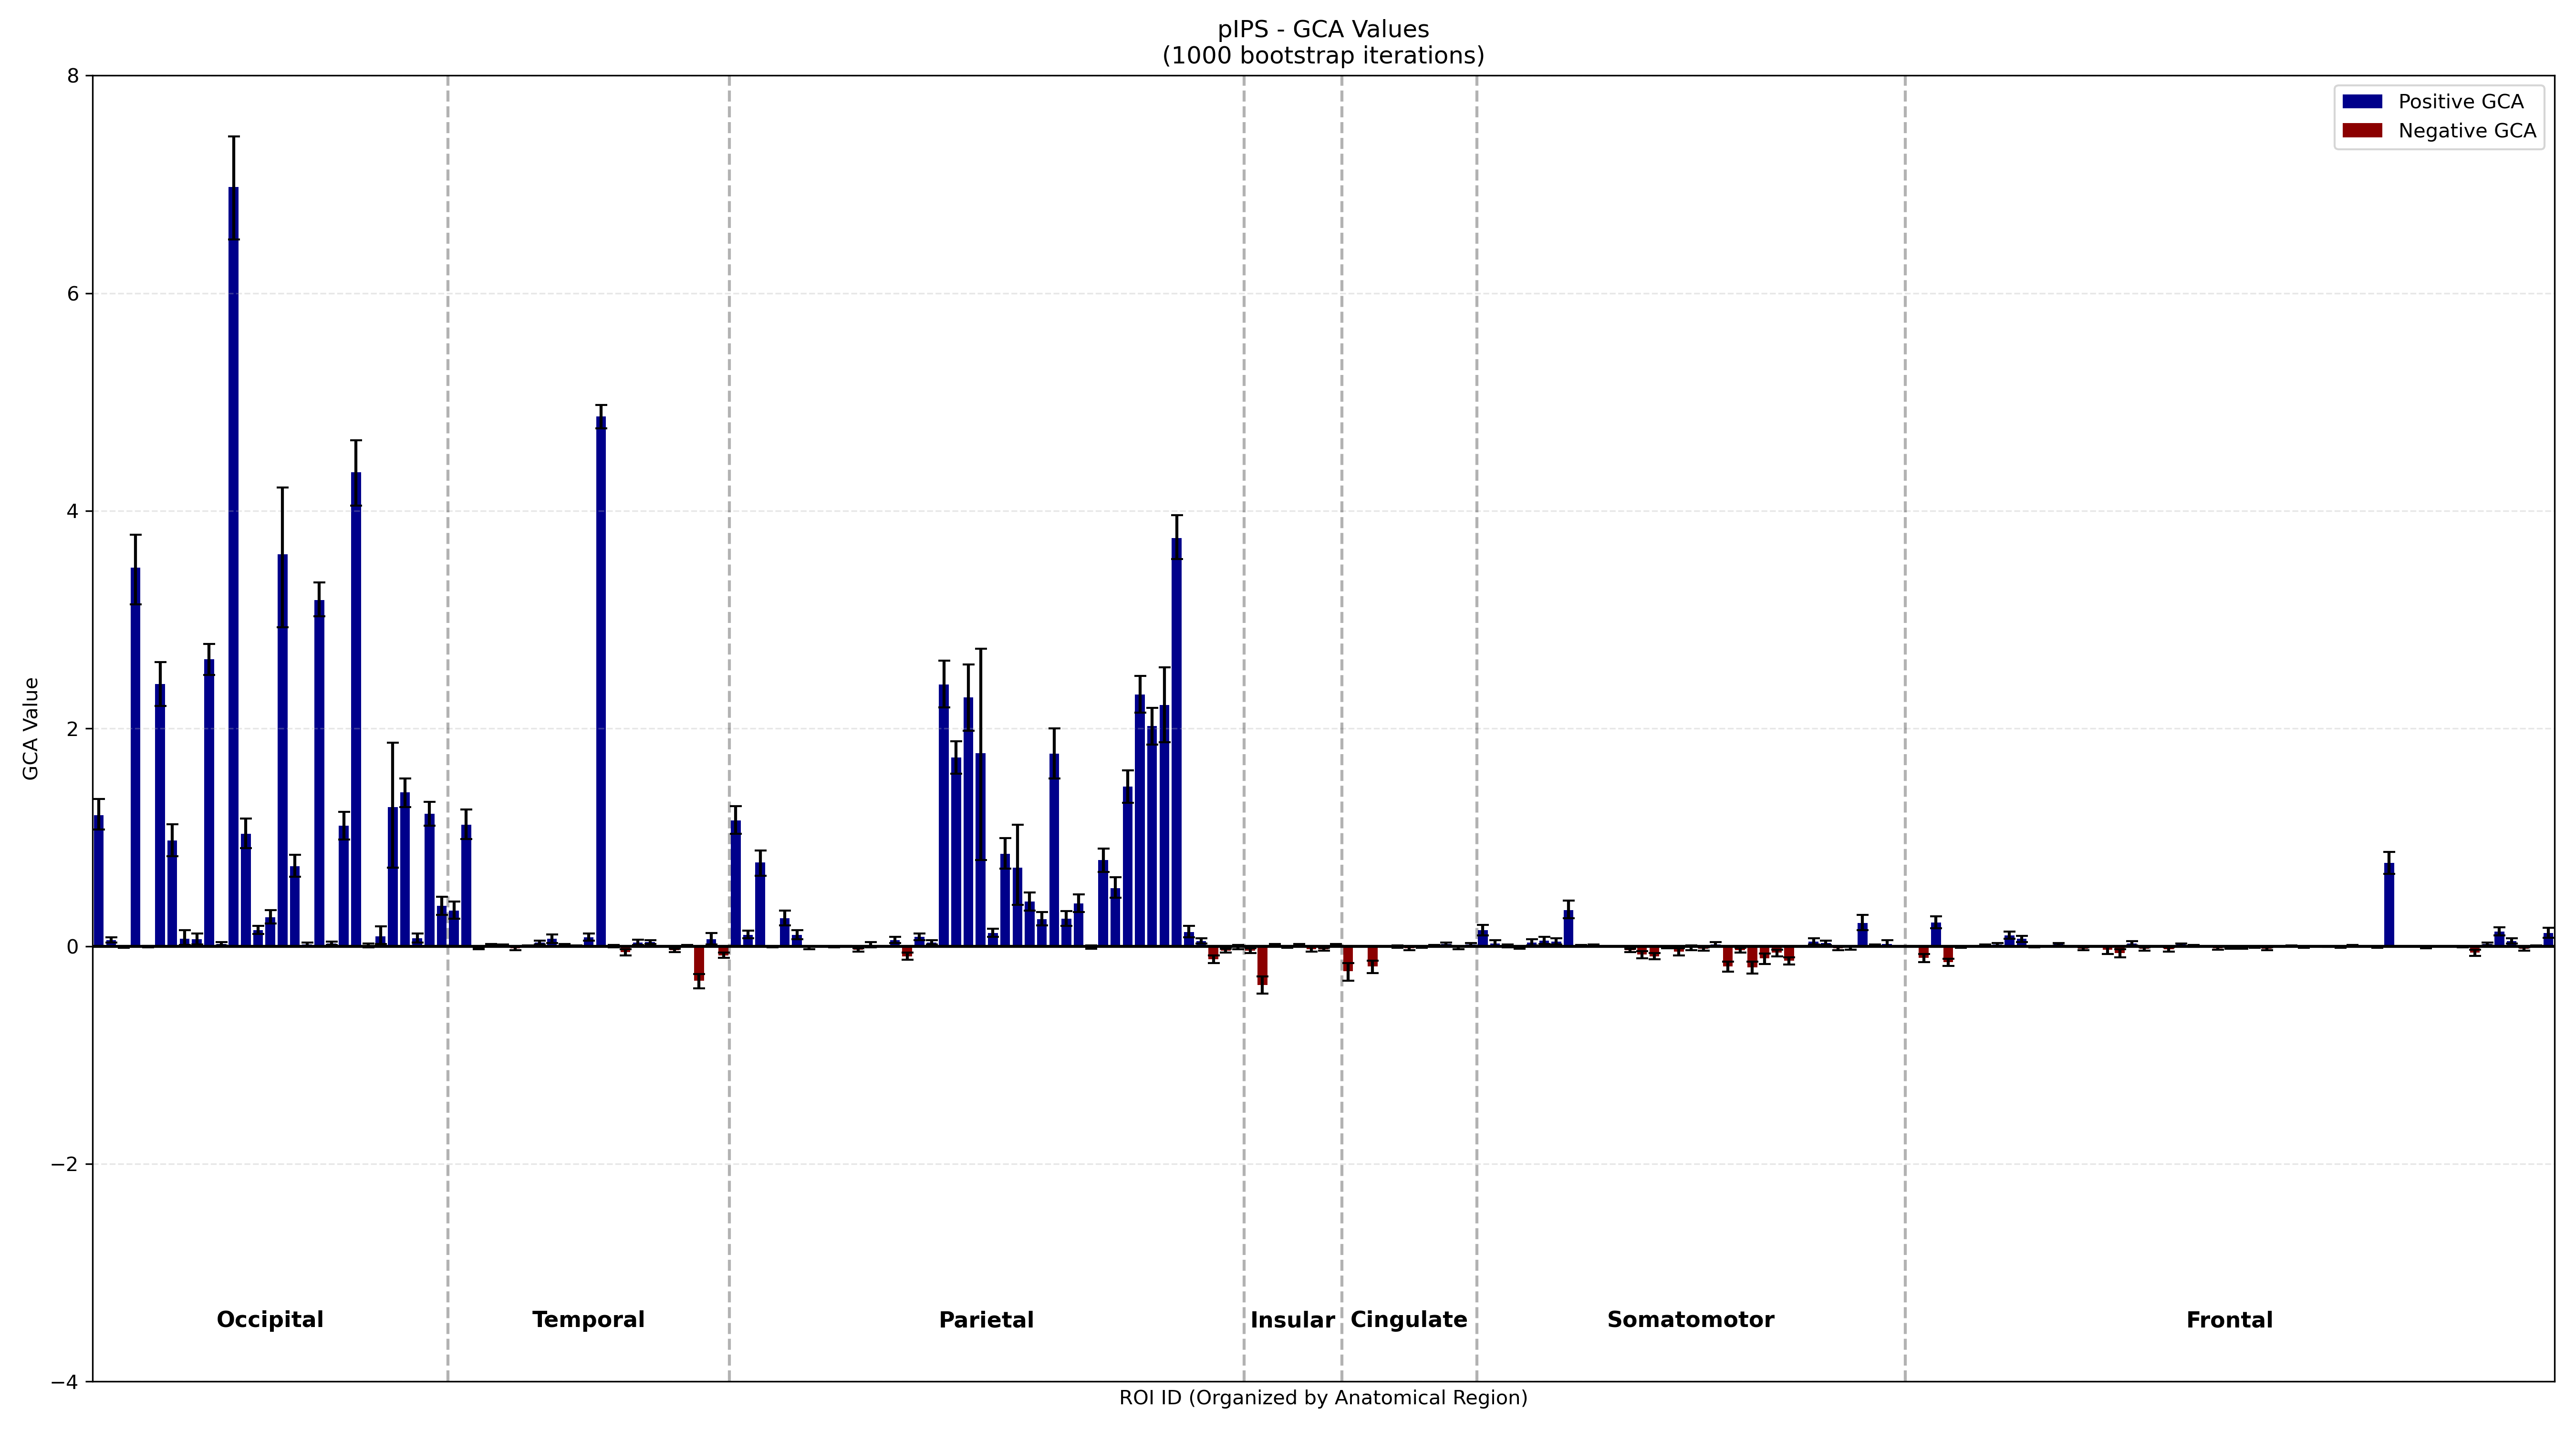 pIPS - GCA Values
(1000 bootstrap iterations)
Positive GCA
Negative GCA
8
6
4
2
0
−2
−4
GCA Value
Occipital
Temporal
Parietal
Insular
Cingulate
Somatomotor
Frontal
ROI ID (Organized by Anatomical Region)